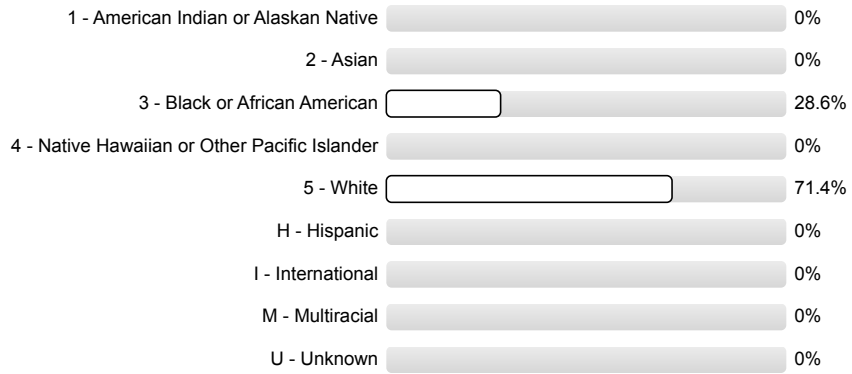 1 - American Indian or Alaskan Native 0%
2 - Asian 0%
3 - Black or African American 28.6%
4 - Native Hawaiian or Other Pacific Islander 0%
5 - White 71.4%
H - Hispanic 0%
I - International 0%
M - Multiracial 0%
U - Unknown 0%